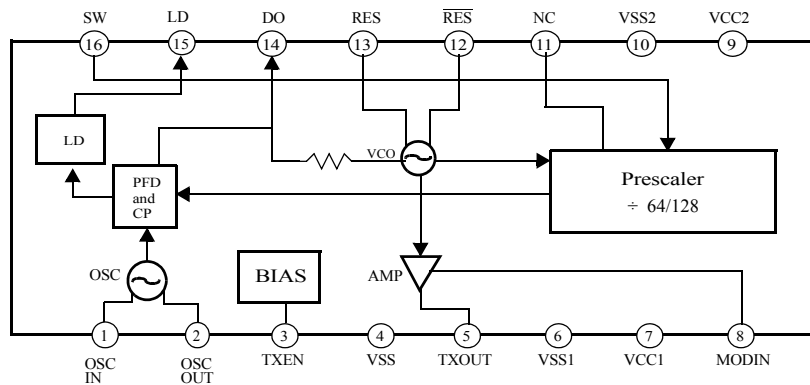 SW LD DO RES R̅E̅S̅ NC VSS2 VCC2
16 15 14 13 12 11 10 9
LD
VCO
PFD
and
CP
Prescaler
÷ 64/128
OSC
BIAS
AMP
1 2 3 4 5 6 7 8
OSC
IN
OSC
OUT
TXEN VSS TXOUT VSS1 VCC1 MODIN